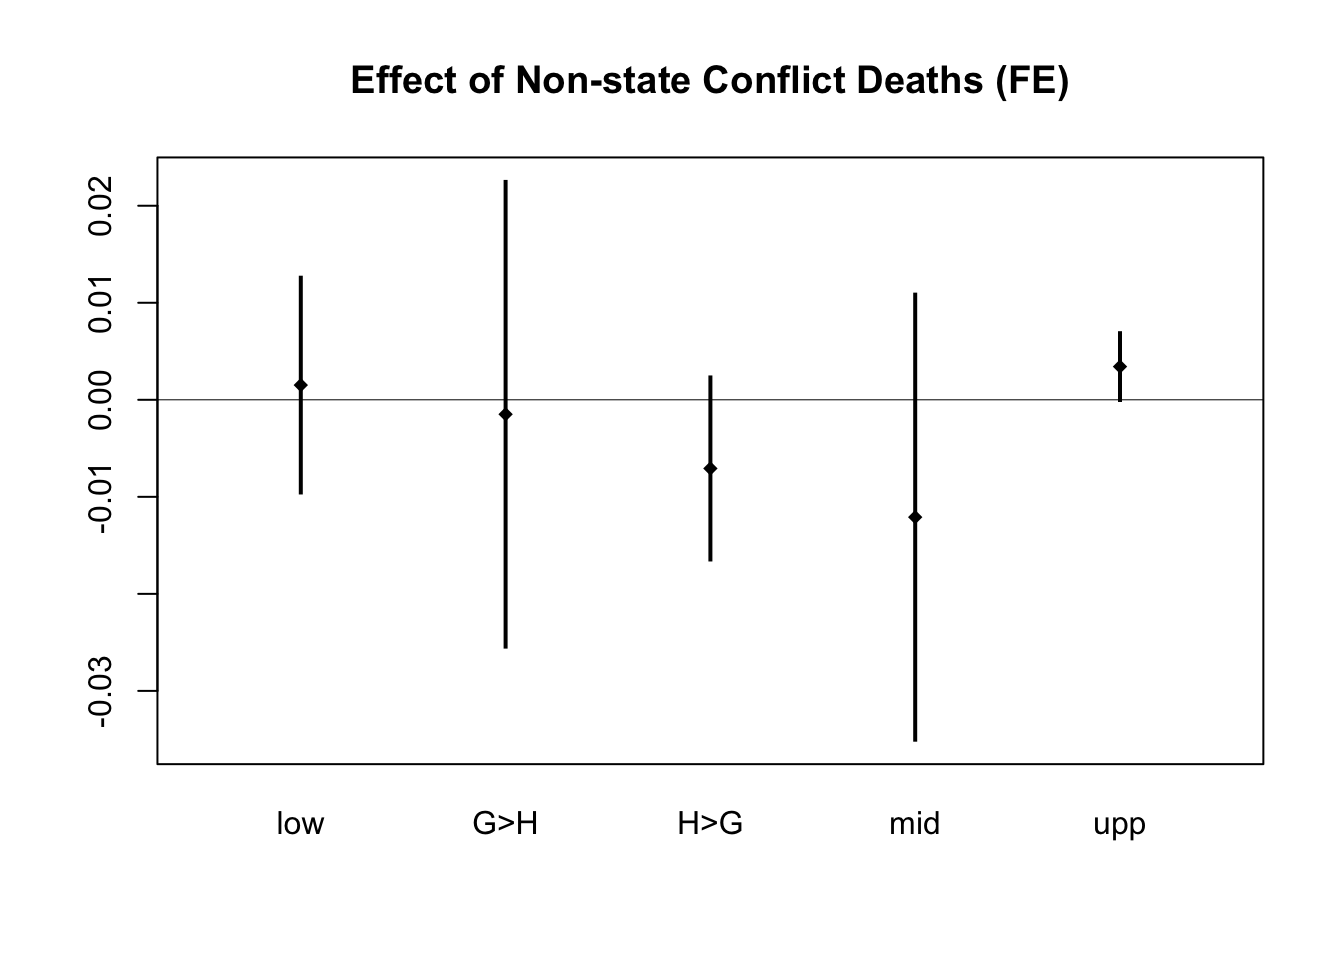 Effect of Non-state Conflict Deaths (FE)
0.02
0.01
0.00
-0.01
-0.03
low G>H H>G mid upp